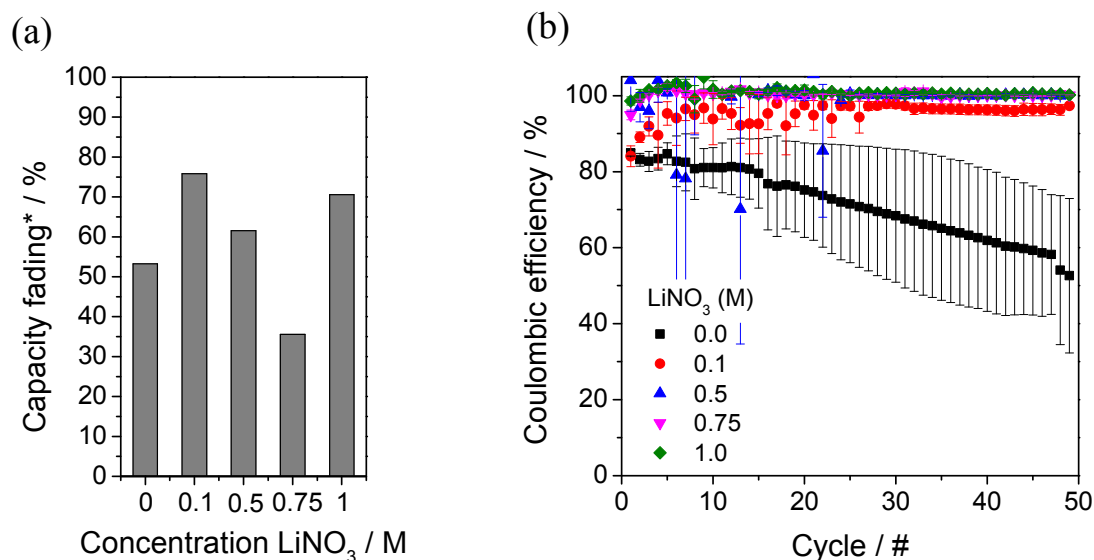 (a)
Capacity fading* / %
100
90
80
70
60
50
40
30
20
10
0
0 0.1 0.5 0.75 1
Concentration LiNO₃ / M
(b)
Coulombic efficiency / %
100
80
60
40
20
0
LiNO₃ (M)
0.0
0.1
0.5
0.75
1.0
0 10 20 30 40 50
Cycle / #